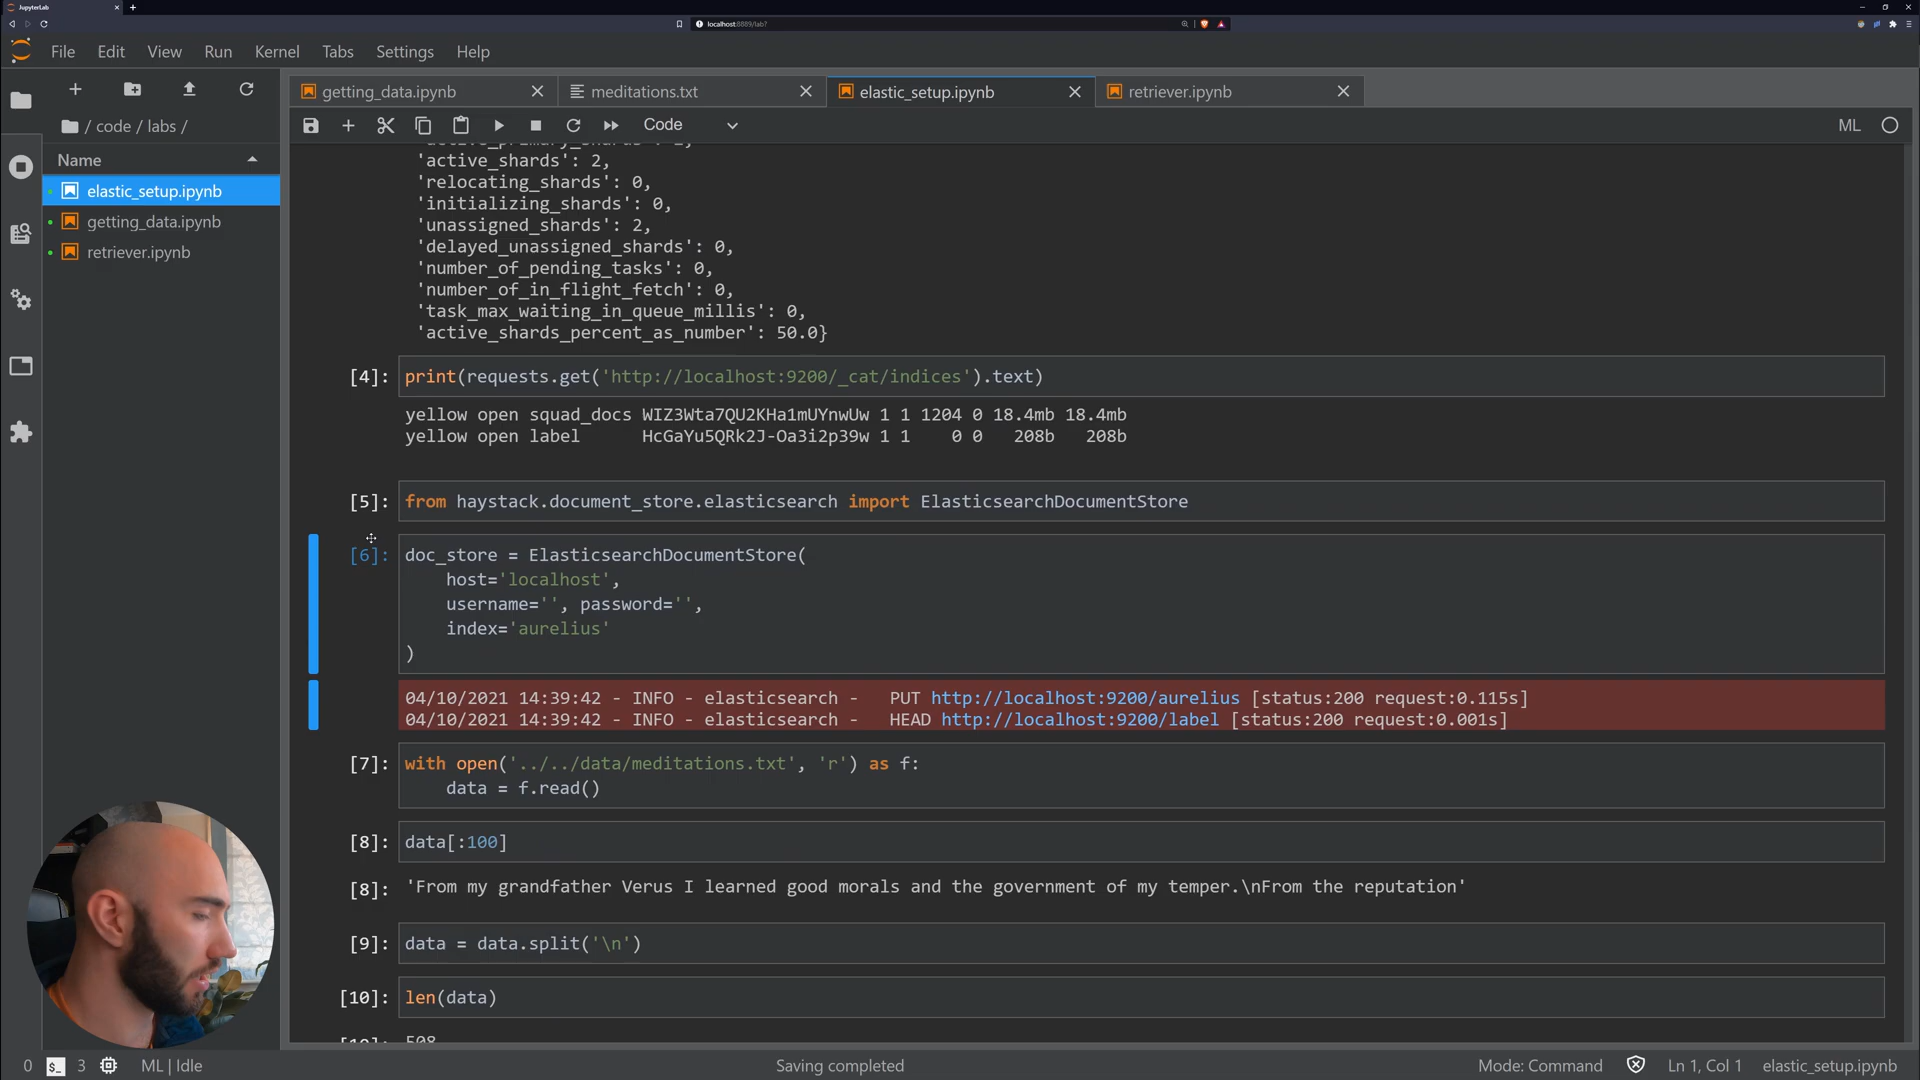 JupyterLab
localhost:8889/lab?
File Edit View Run Kernel Tabs Settings Help
getting_data.ipynb meditations.txt elastic_setup.ipynb retriever.ipynb
/ code / labs /
Code
ML
Name
elastic_setup.ipynb
getting_data.ipynb
retriever.ipynb
'active_shards': 2,
'relocating_shards': 0,
'initializing_shards': 0,
'unassigned_shards': 2,
'delayed_unassigned_shards': 0,
'number_of_pending_tasks': 0,
'number_of_in_flight_fetch': 0,
'task_max_waiting_in_queue_millis': 0,
'active_shards_percent_as_number': 50.0}
[4]: print(requests.get('http://localhost:9200/_cat/indices').text)
yellow open squad_docs WIZ3Wta7QU2KHa1mUYnwUw 1 1 1204 0 18.4mb 18.4mb
yellow open label HcGaYu5QRk2J-Oa3i2p39w 1 1 0 0 208b 208b
[5]: from haystack.document_store.elasticsearch import ElasticsearchDocumentStore
[6]: doc_store = ElasticsearchDocumentStore(
host='localhost',
username='', password='',
index='aurelius'
)
04/10/2021 14:39:42 - INFO - elasticsearch - PUT http://localhost:9200/aurelius [status:200 request:0.115s]
04/10/2021 14:39:42 - INFO - elasticsearch - HEAD http://localhost:9200/label [status:200 request:0.001s]
[7]: with open('../../data/meditations.txt', 'r') as f:
data = f.read()
[8]: data[:100]
[8]: 'From my grandfather Verus I learned good morals and the government of my temper.\nFrom the reputation'
[9]: data = data.split('\n')
[10]: len(data)
[10]: 508
0 $_ 3 ML | Idle Saving completed Mode: Command Ln 1, Col 1 elastic_setup.ipynb